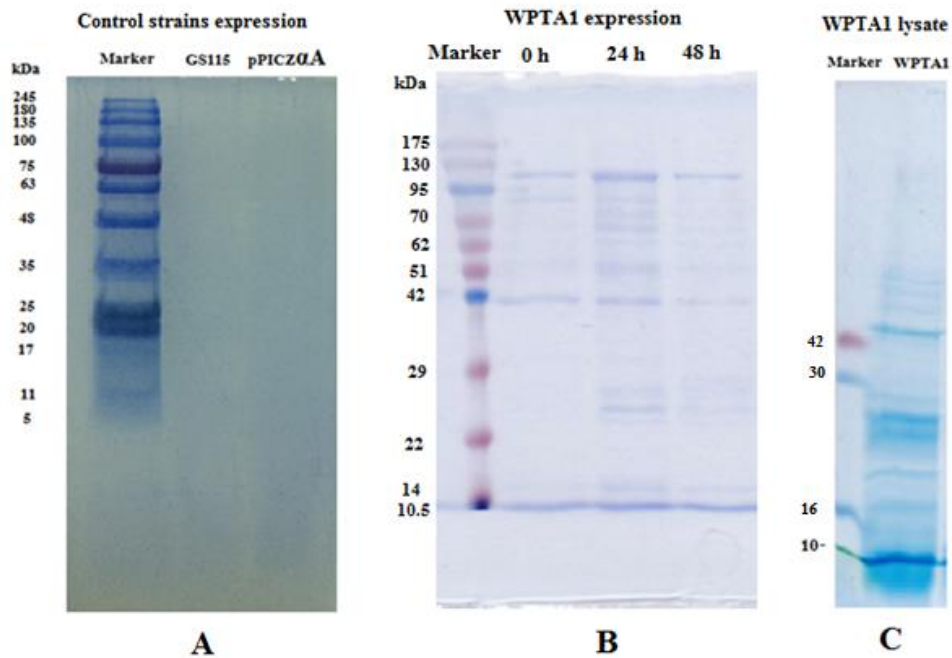 Control strains expression
Marker GS115 pPICZαA
kDa
245
180
135
100
75
63
48
35
25
20
17
11
5
A
WPTA1 expression
Marker 0 h 24 h 48 h
kDa
175
130
95
70
62
51
42
29
22
14
10.5
B
WPTA1 lysate
Marker WPTA1
42
30
16
10-
C